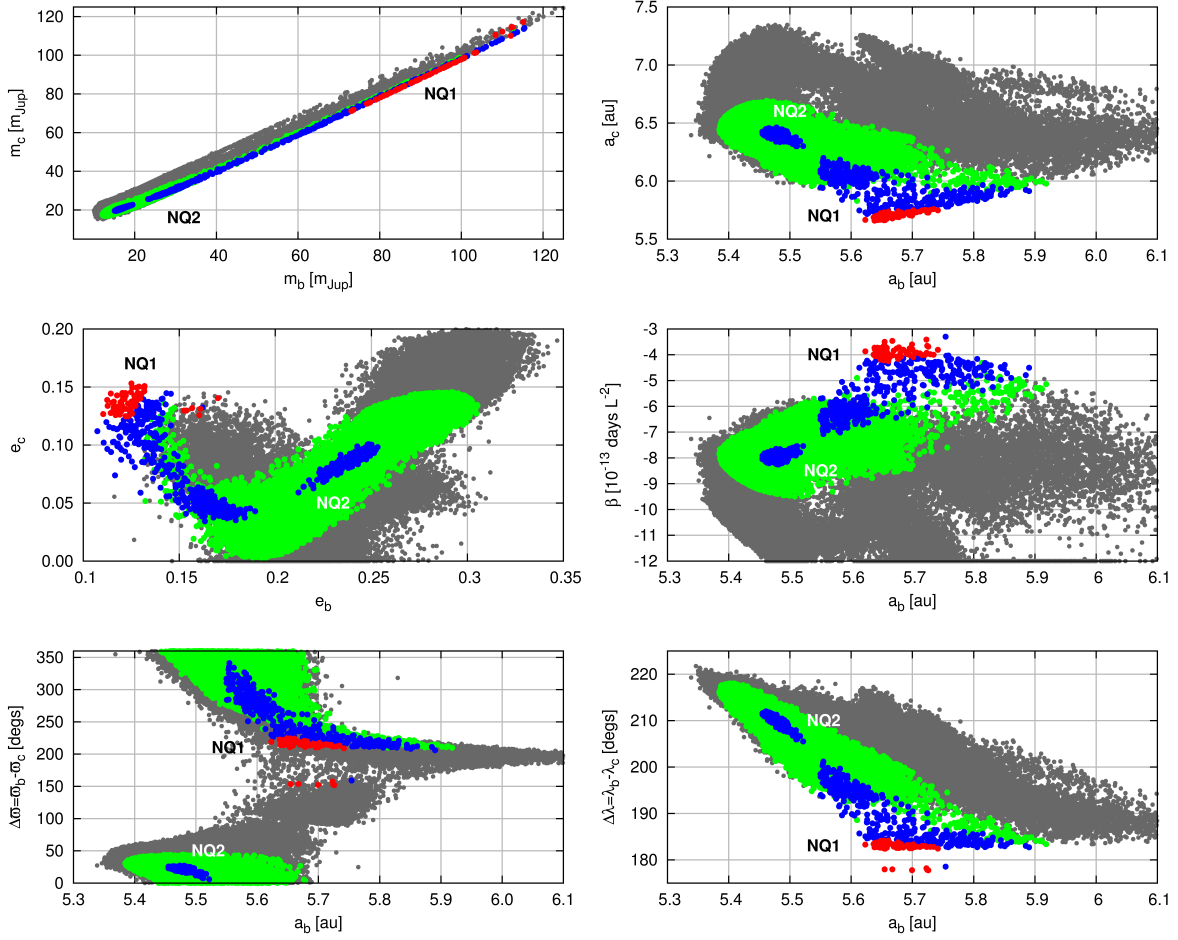 120
100
80
60
40
20
m_c [m_Jup]
NQ1
NQ2
20 40 60 80 100 120
m_b [m_Jup]
7.5
7.0
6.5
6.0
5.5
a_c [au]
NQ2
NQ1
5.3 5.4 5.5 5.6 5.7 5.8 5.9 6.0 6.1
a_b [au]
0.20
0.15
0.10
0.05
0.00
e_c
NQ1
NQ2
0.1 0.15 0.2 0.25 0.3 0.35
e_b
-3
-4
-5
-6
-7
-8
-9
-10
-11
-12
β [10^-13 days L^-2]
NQ1
NQ2
5.3 5.4 5.5 5.6 5.7 5.8 5.9 6 6.1
a_b [au]
350
300
250
200
150
100
50
0
Δϖ=ϖ_b-ϖ_c [degs]
NQ1
NQ2
5.3 5.4 5.5 5.6 5.7 5.8 5.9 6.0 6.1
a_b [au]
220
210
200
190
180
Δλ=λ_b-λ_c [degs]
NQ2
NQ1
5.3 5.4 5.5 5.6 5.7 5.8 5.9 6 6.1
a_b [au]